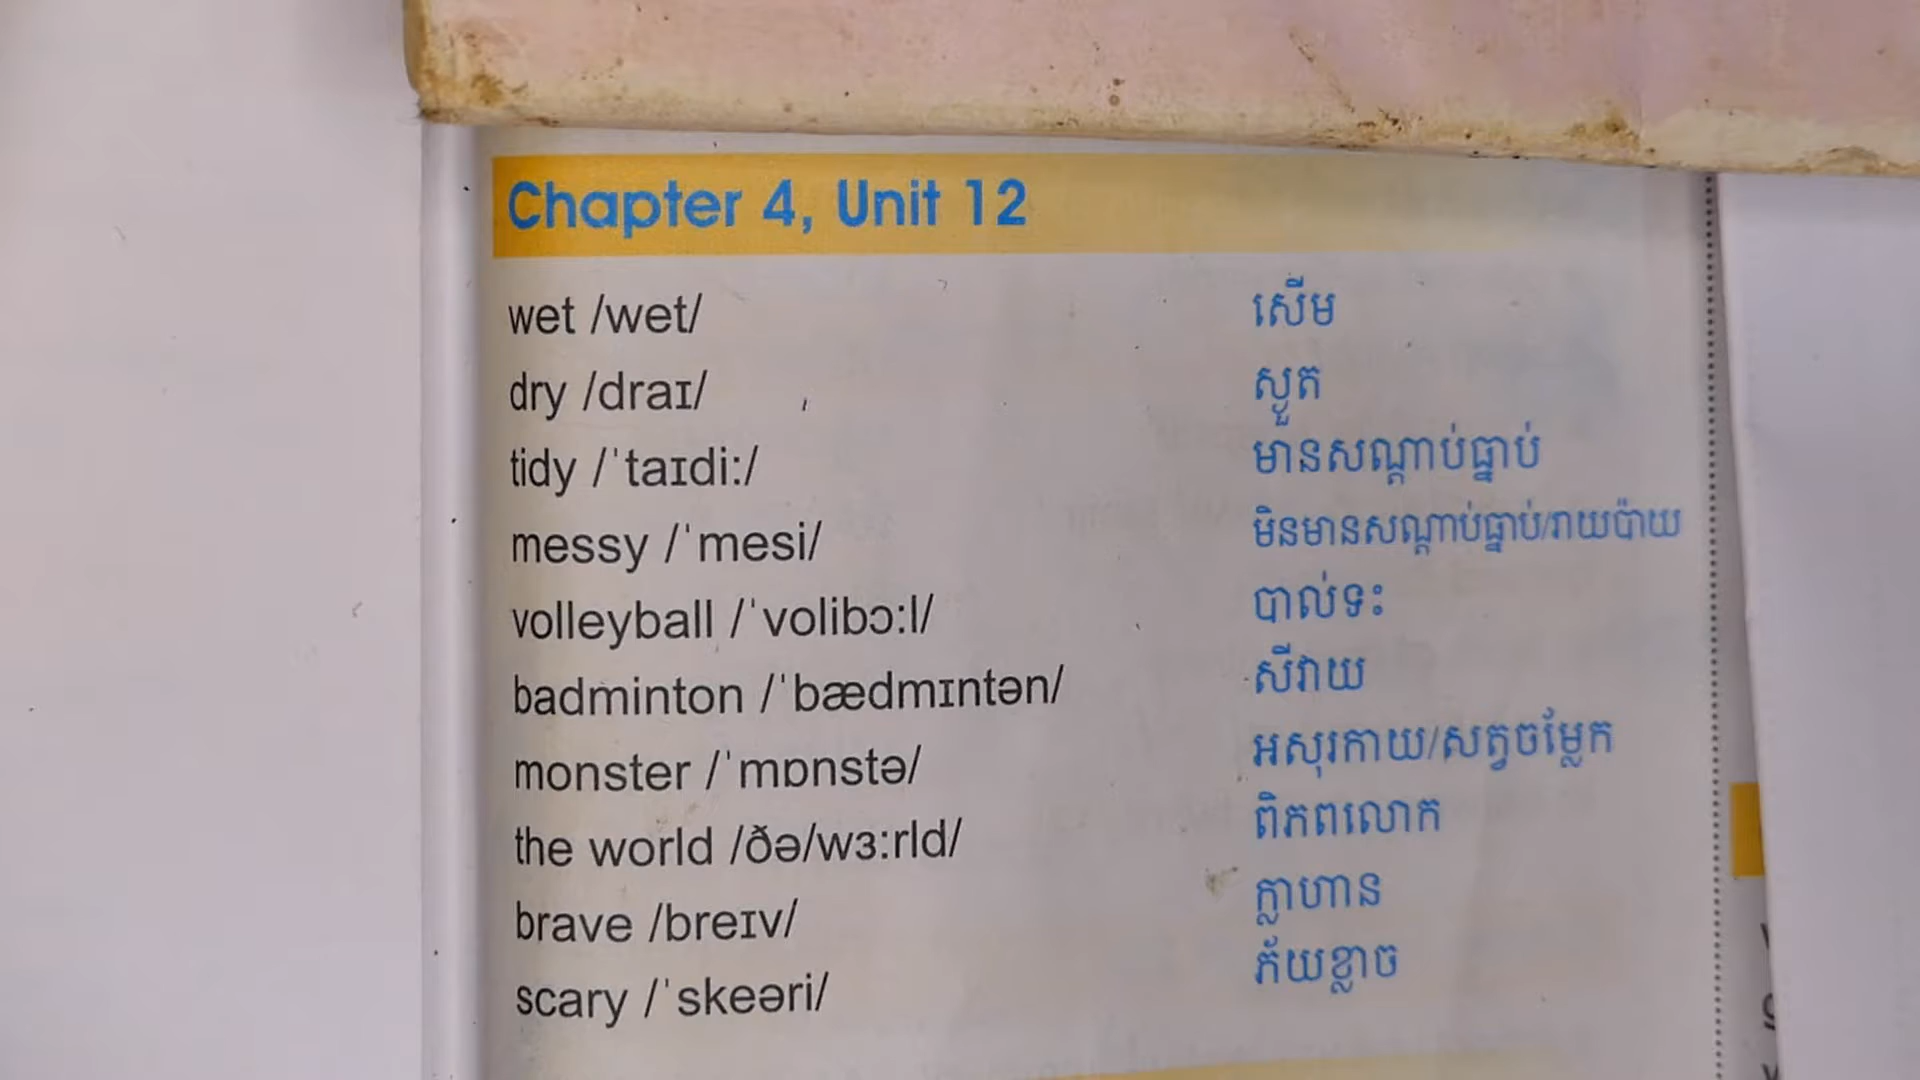 Chapter 4, Unit 12
wet /wet/ សើម
dry /draɪ/ ស្ងួត
tidy /ˈtaɪdi:/ មានសណ្ដាប់ធ្នាប់
messy /ˈmesi/ មិនមានសណ្ដាប់ធ្នាប់/រាយប៉ាយ
volleyball /ˈvolibɔ:l/ បាល់ទះ
badminton /ˈbædmɪntən/ សីវាយ
monster /ˈmɒnstə/ អសុរកាយ/សត្វចម្លែក
the world /ðə/wɜ:rld/ ពិភពលោក
brave /breɪv/ ក្លាហាន
scary /ˈskeəri/ ភ័យខ្លាច